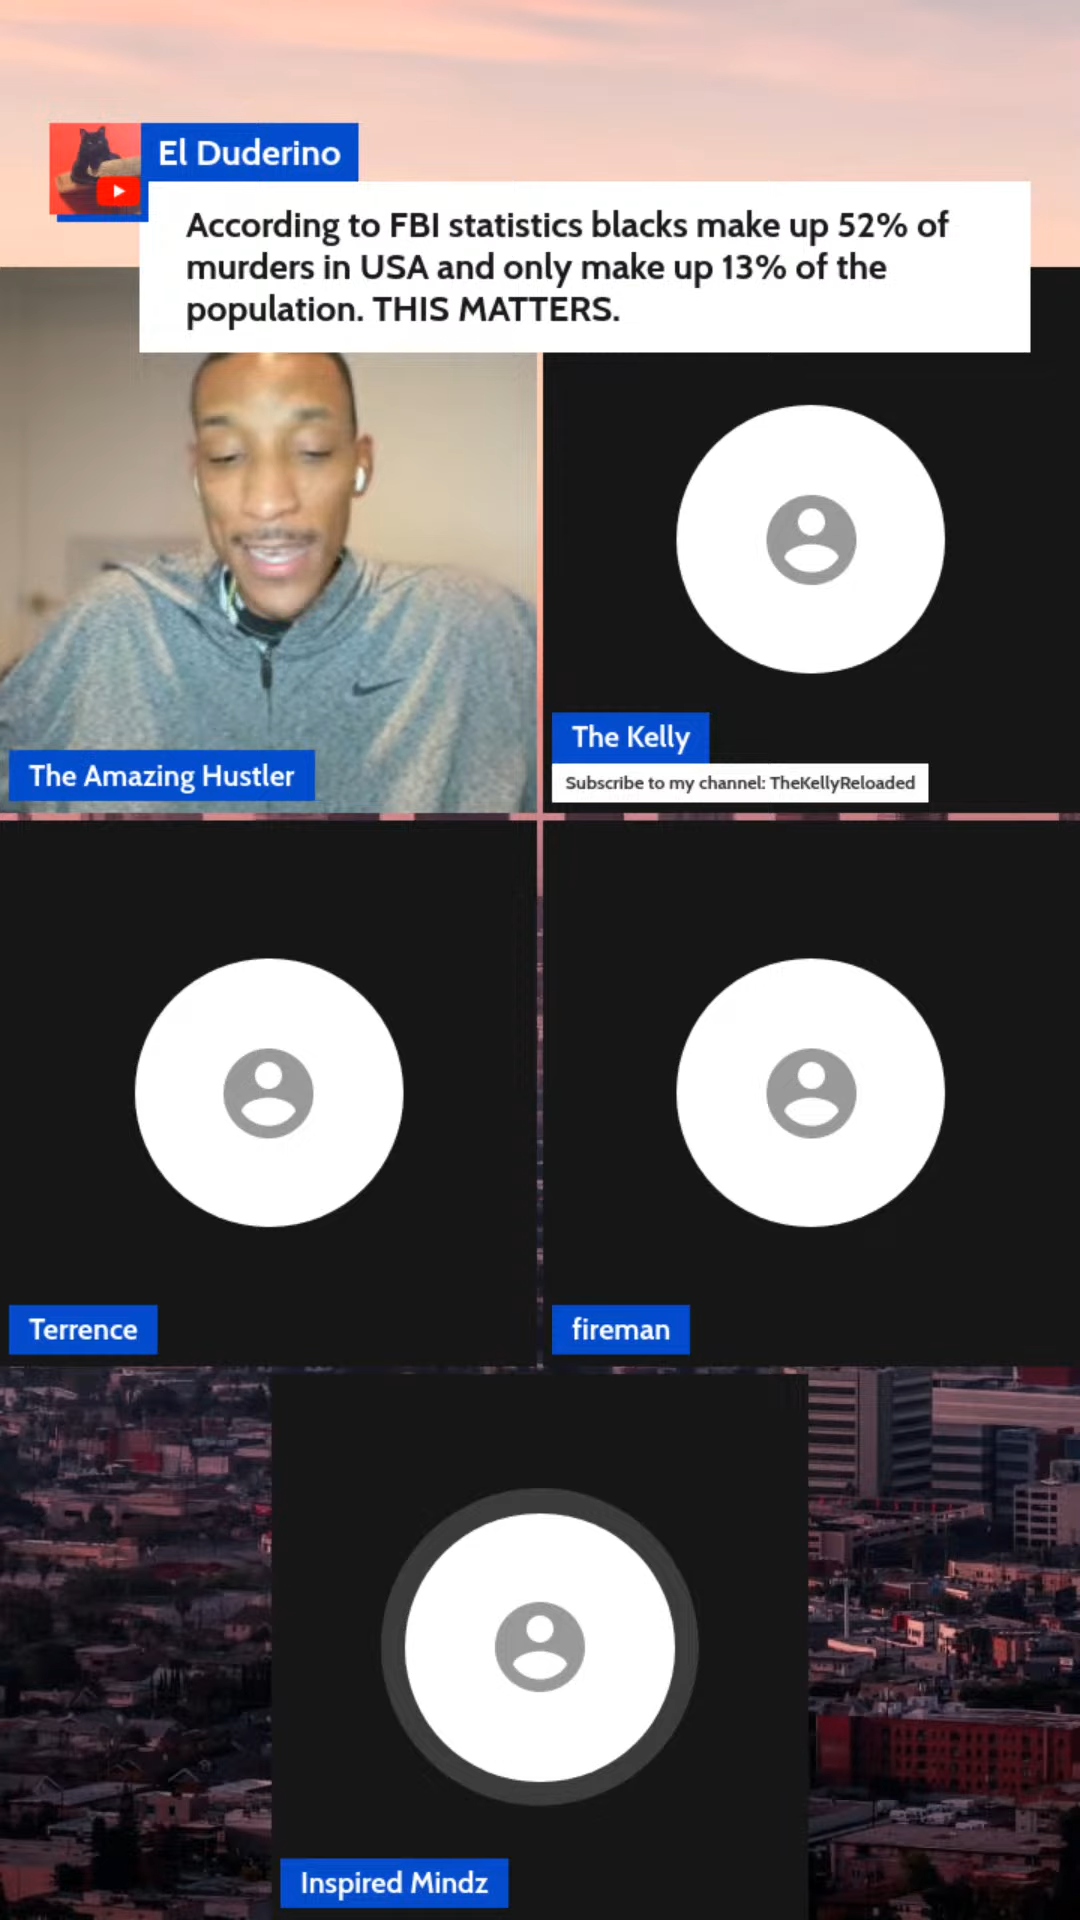 El Duderino
According to FBI statistics blacks make up 52% of
murders in USA and only make up 13% of the
population. THIS MATTERS.
The Amazing Hustler
The Kelly
Subscribe to my channel: TheKellyReloaded
Terrence
fireman
Inspired Mindz